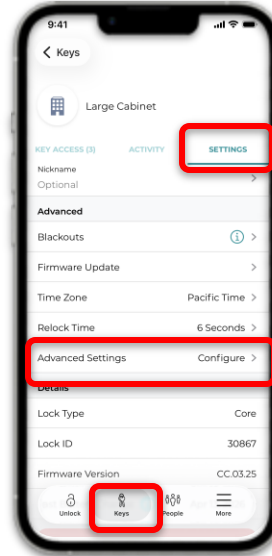 9:41
Keys
Large Cabinet
KEY ACCESS (3) ACTIVITY SETTINGS
Nickname
Optional
Advanced
Blackouts
Firmware Update
Time Zone Pacific Time
Relock Time 6 Seconds
Advanced Settings Configure
Details
Lock Type Core
Lock ID 30867
Firmware Version CC.03.25
Unlock Keys People More